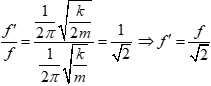 f'/f = (1/2π √(k/2m))/(1/2π √(k/m)) = 1/√2 ⇒ f' = f/√2